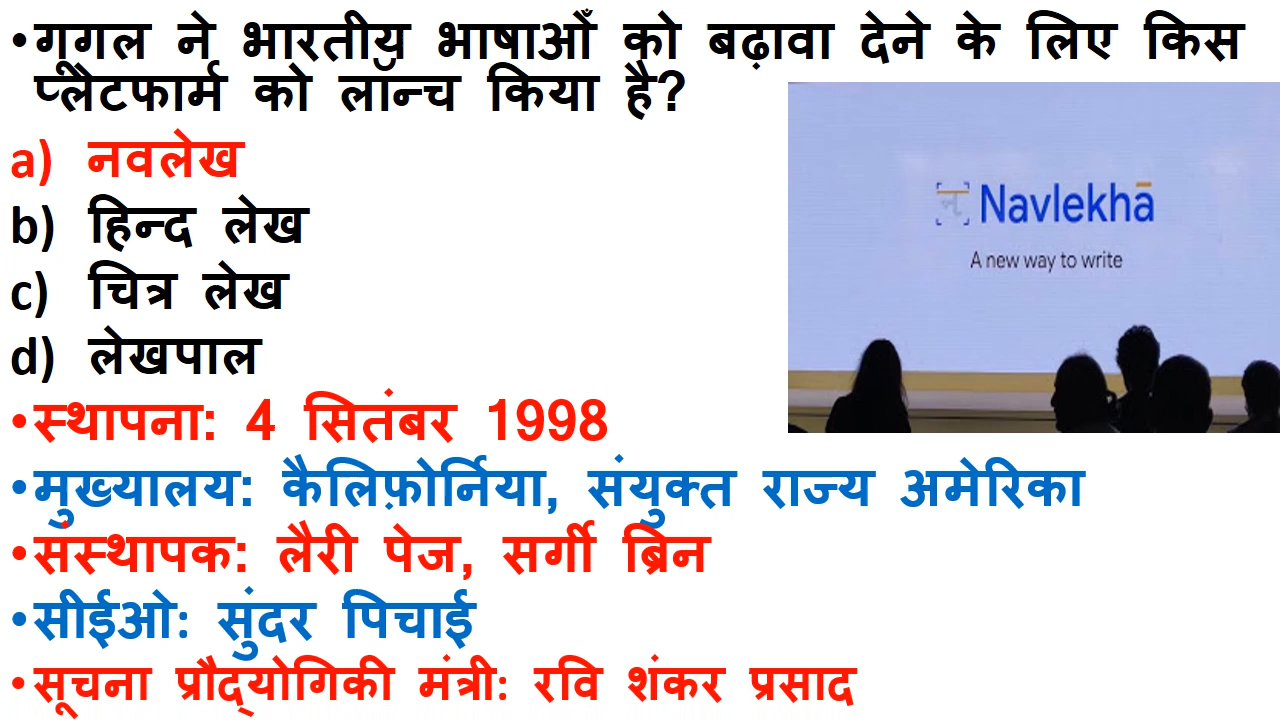 •गूगल ने भारतीय भाषाओँ को बढ़ावा देने के लिए किस
प्लेटफार्म को लॉन्च किया है?
a) नवलेख
b) हिन्द लेख
c) चित्र लेख
d) लेखपाल
Navlekhā
A new way to write
•स्थापना: 4 सितंबर 1998
•मुख्यालय: कैलिफ़ोर्निया, संयुक्त राज्य अमेरिका
•संस्थापक: लैरी पेज, सर्गी ब्रिन
•सीईओ: सुंदर पिचाई
•सूचना प्रौद्योगिकी मंत्री: रवि शंकर प्रसाद